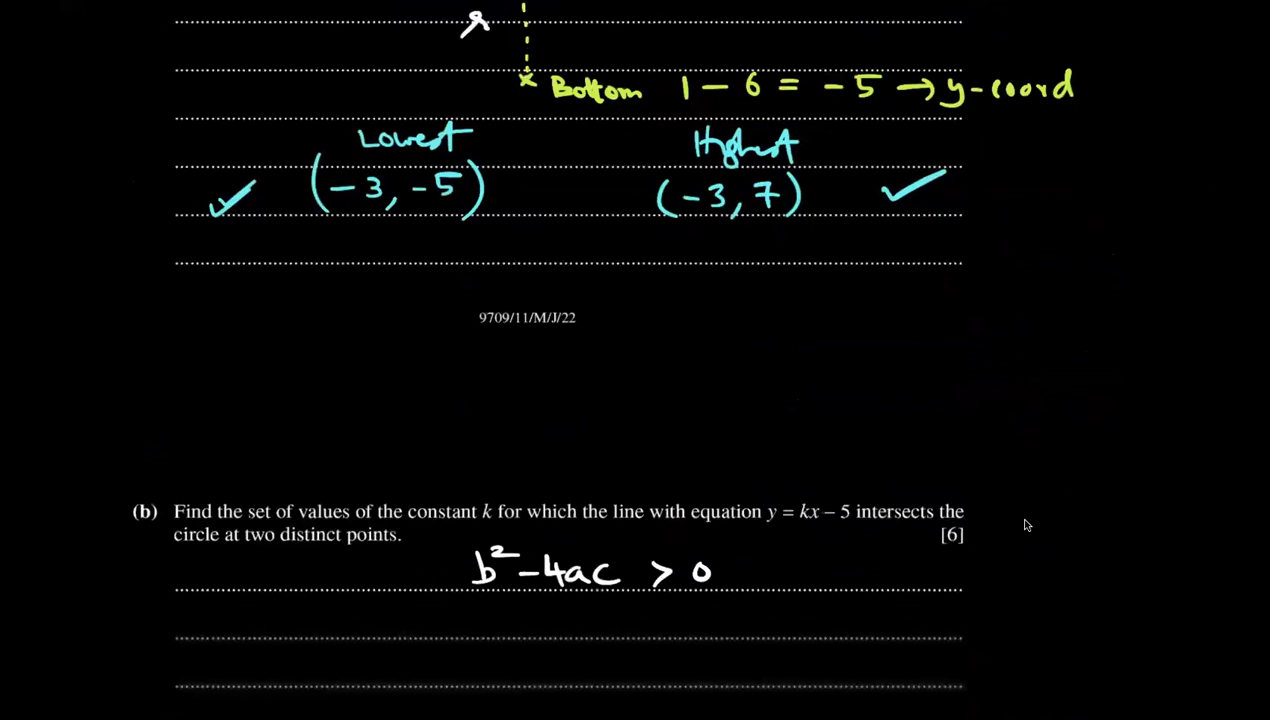 Bottom 1 - 6 = -5 → y-coord
Lowest Highest
(-3, -5) (-3, 7)
9709/11/M/J/22
(b) Find the set of values of the constant k for which the line with equation y = kx – 5 intersects the
circle at two distinct points. [6]
b² - 4ac > 0